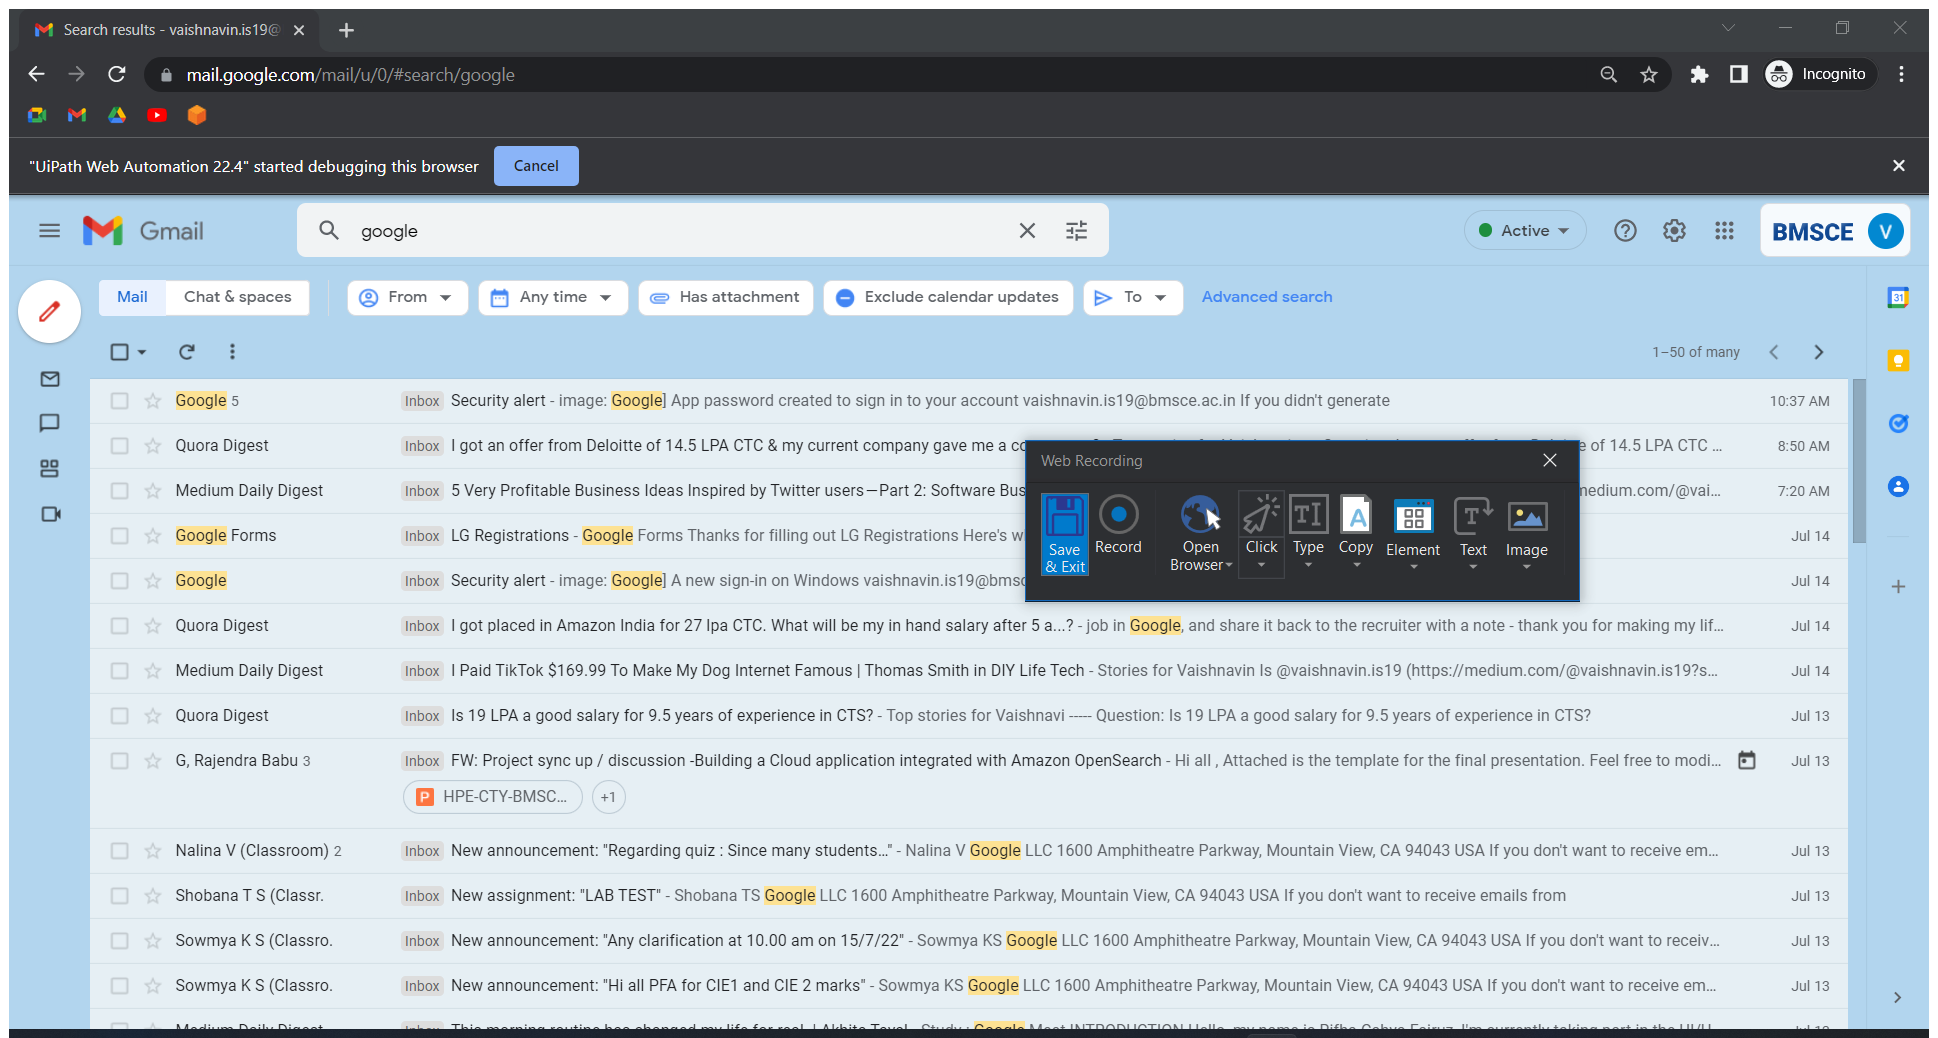 Search results - vaishnavin.is19@
mail.google.com/mail/u/0/#search/google
Incognito
"UiPath Web Automation 22.4" started debugging this browser Cancel
Gmail google Active BMSCE V
Mail Chat & spaces From Any time Has attachment Exclude calendar updates To Advanced search
31
1–50 of many
Google 5 Inbox Security alert - image: Google] App password created to sign in to your account vaishnavin.is19@bmsce.ac.in If you didn't generate 10:37 AM
Quora Digest Inbox I got an offer from Deloitte of 14.5 LPA CTC & my current company gave me a co e of 14.5 LPA CTC ... 8:50 AM
Medium Daily Digest Inbox 5 Very Profitable Business Ideas Inspired by Twitter users—Part 2: Software Bus medium.com/@vai... 7:20 AM
Google Forms Inbox LG Registrations - Google Forms Thanks for filling out LG Registrations Here's w Jul 14
Google Inbox Security alert - image: Google] A new sign-in on Windows vaishnavin.is19@bmsc Jul 14
Web Recording
Save & Exit
Record
Open Browser
Click
Type
Copy
Element
Text
Image
Quora Digest Inbox I got placed in Amazon India for 27 lpa CTC. What will be my in hand salary after 5 a...? - job in Google, and share it back to the recruiter with a note - thank you for making my lif... Jul 14
Medium Daily Digest Inbox I Paid TikTok $169.99 To Make My Dog Internet Famous | Thomas Smith in DIY Life Tech - Stories for Vaishnavin Is @vaishnavin.is19 (https://medium.com/@vaishnavin.is19?s... Jul 14
Quora Digest Inbox Is 19 LPA a good salary for 9.5 years of experience in CTS? - Top stories for Vaishnavi ----- Question: Is 19 LPA a good salary for 9.5 years of experience in CTS? Jul 13
G, Rajendra Babu 3 Inbox FW: Project sync up / discussion -Building a Cloud application integrated with Amazon OpenSearch - Hi all , Attached is the template for the final presentation. Feel free to modi... Jul 13
P HPE-CTY-BMSC... +1
Nalina V (Classroom) 2 Inbox New announcement: "Regarding quiz : Since many students..." - Nalina V Google LLC 1600 Amphitheatre Parkway, Mountain View, CA 94043 USA If you don't want to receive em... Jul 13
Shobana T S (Classr. Inbox New assignment: "LAB TEST" - Shobana TS Google LLC 1600 Amphitheatre Parkway, Mountain View, CA 94043 USA If you don't want to receive emails from Jul 13
Sowmya K S (Classro. Inbox New announcement: "Any clarification at 10.00 am on 15/7/22" - Sowmya KS Google LLC 1600 Amphitheatre Parkway, Mountain View, CA 94043 USA If you don't want to receiv... Jul 13
Sowmya K S (Classro. Inbox New announcement: "Hi all PFA for CIE1 and CIE 2 marks" - Sowmya KS Google LLC 1600 Amphitheatre Parkway, Mountain View, CA 94043 USA If you don't want to receive em... Jul 13
Medium Daily Digest Inbox This morning routine has changed my life for real. Study : Google Meet INTRODUCTION Hello, my name is